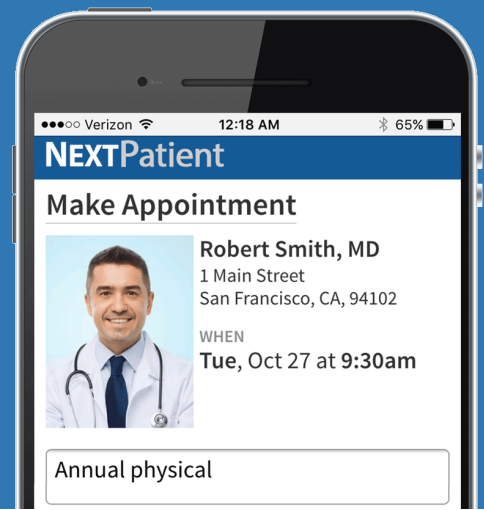 Verizon 12:18 AM 65%
NEXTPatient
Make Appointment
Robert Smith, MD
1 Main Street
San Francisco, CA, 94102
WHEN
Tue, Oct 27 at 9:30am
Annual physical